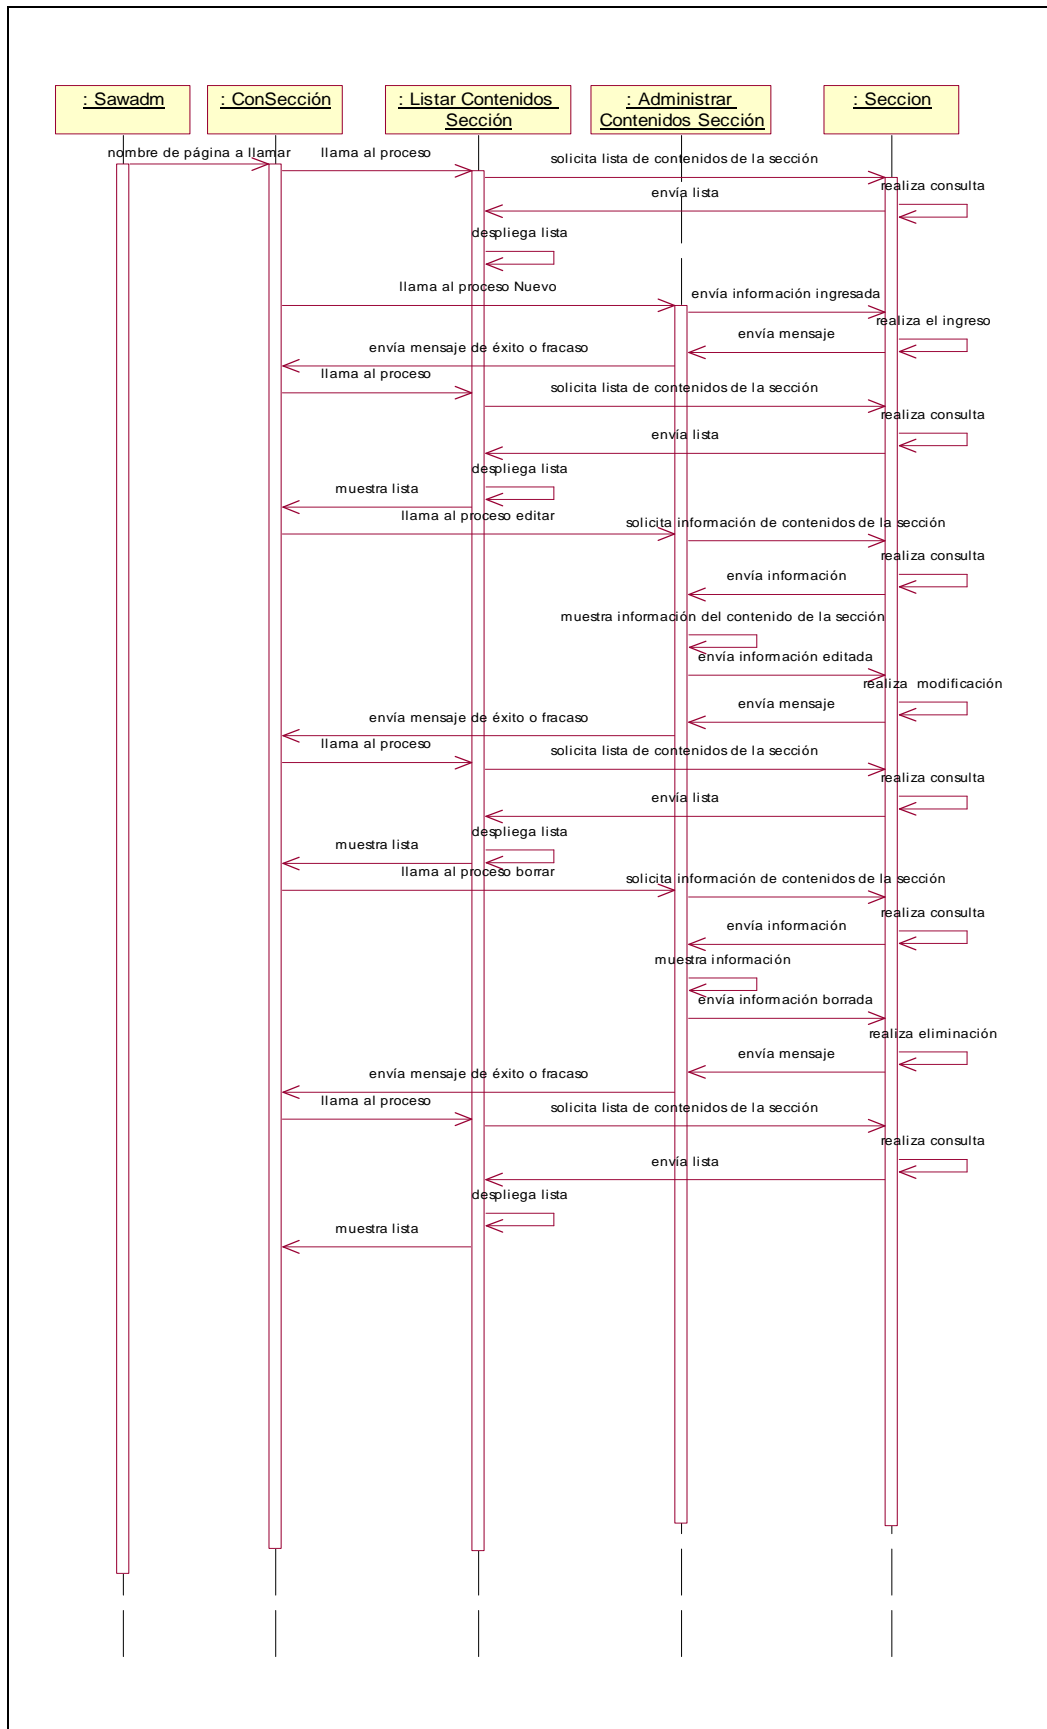 : Sawadm
: ConSección
: Listar Contenidos
Sección
: Administrar
Contenidos Sección
: Seccion
nombre de página a llamar
llama al proceso
solicita lista de contenidos de la sección
realiza consulta
envía lista
despliega lista
llama al proceso Nuevo
envía información ingresada
realiza el ingreso
envía mensaje
envía mensaje de éxito o fracaso
llama al proceso
solicita lista de contenidos de la sección
realiza consulta
envía lista
despliega lista
muestra lista
llama al proceso editar
solicita información de contenidos de la sección
realiza consulta
envía información
muestra información del contenido de la sección
envía información editada
realiza modificación
envía mensaje
envía mensaje de éxito o fracaso
llama al proceso
solicita lista de contenidos de la sección
realiza consulta
envía lista
despliega lista
muestra lista
llama al proceso borrar
solicita información de contenidos de la sección
realiza consulta
envía información
muestra información
envía información borrada
realiza eliminación
envía mensaje
envía mensaje de éxito o fracaso
llama al proceso
solicita lista de contenidos de la sección
realiza consulta
envía lista
despliega lista
muestra lista